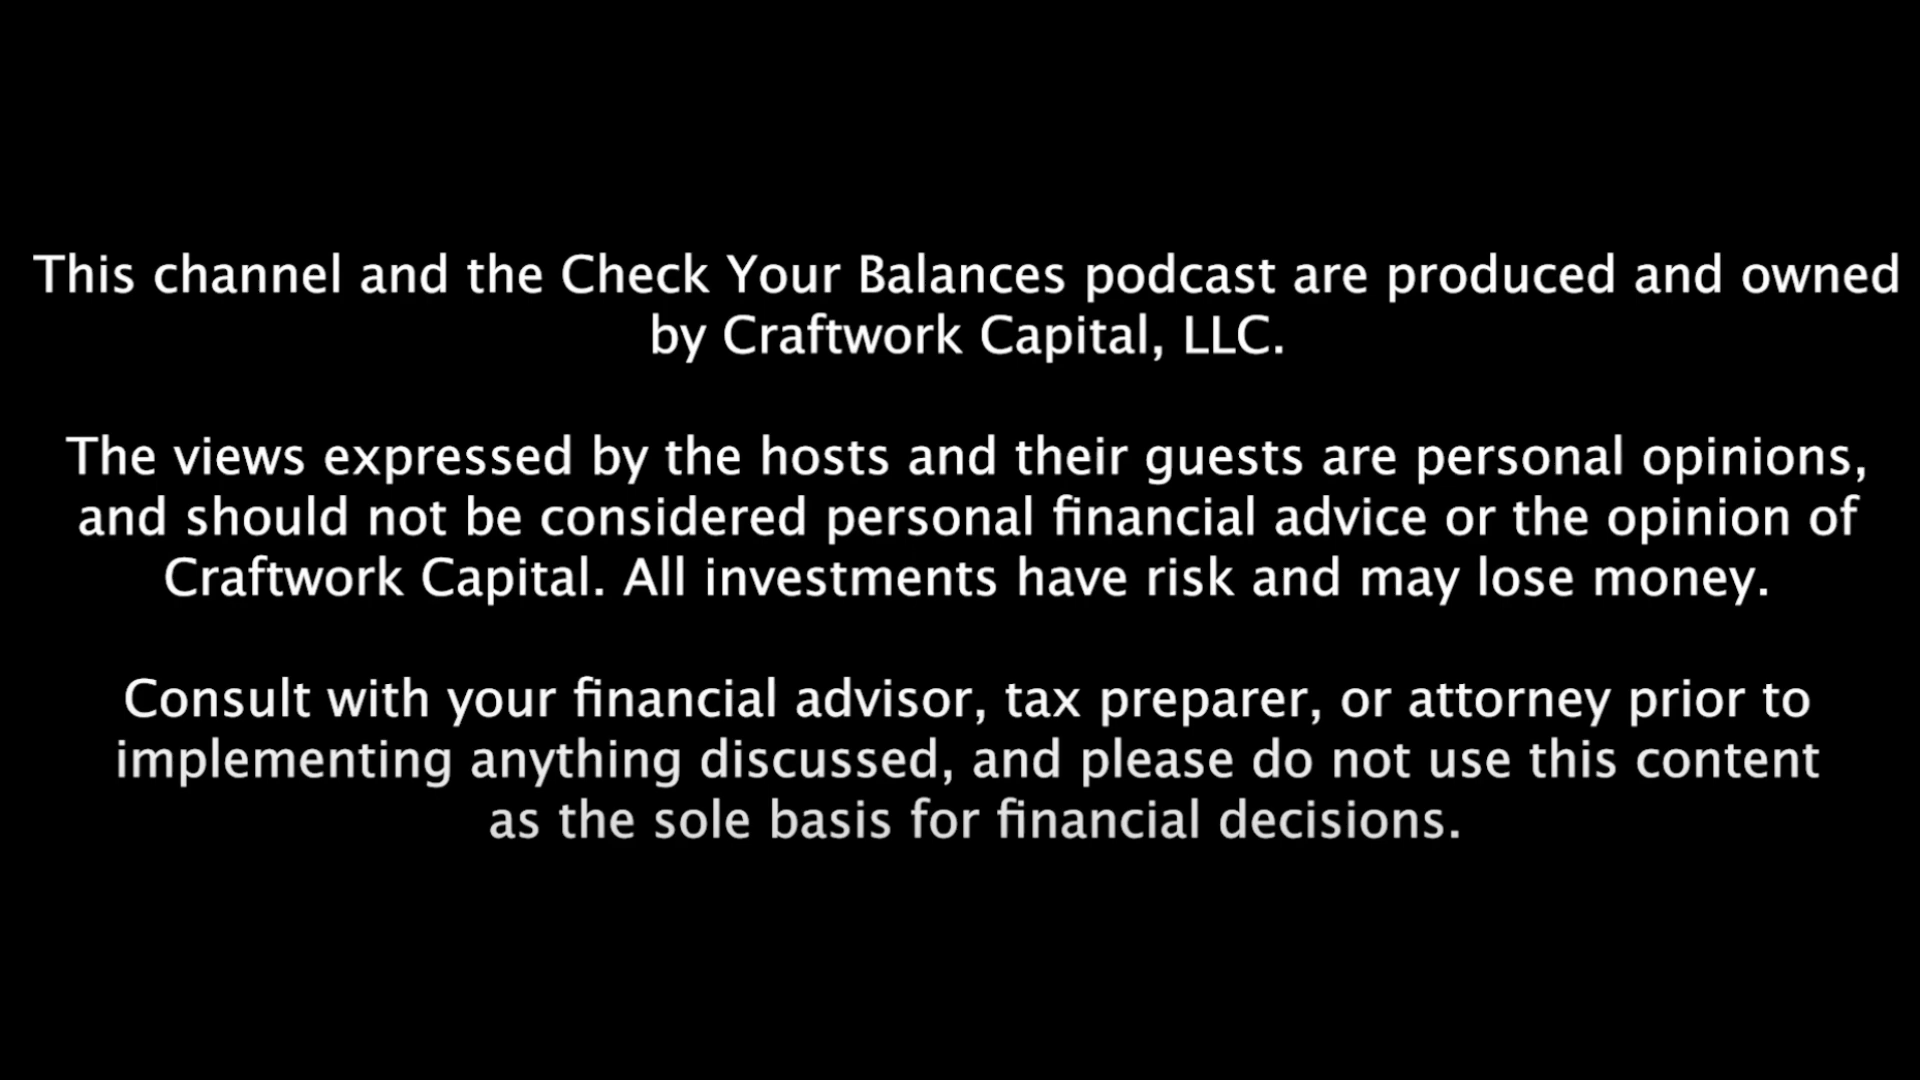 This channel and the Check Your Balances podcast are produced and owned
by Craftwork Capital, LLC.
The views expressed by the hosts and their guests are personal opinions,
and should not be considered personal financial advice or the opinion of
Craftwork Capital. All investments have risk and may lose money.
Consult with your financial advisor, tax preparer, or attorney prior to
implementing anything discussed, and please do not use this content
as the sole basis for financial decisions.